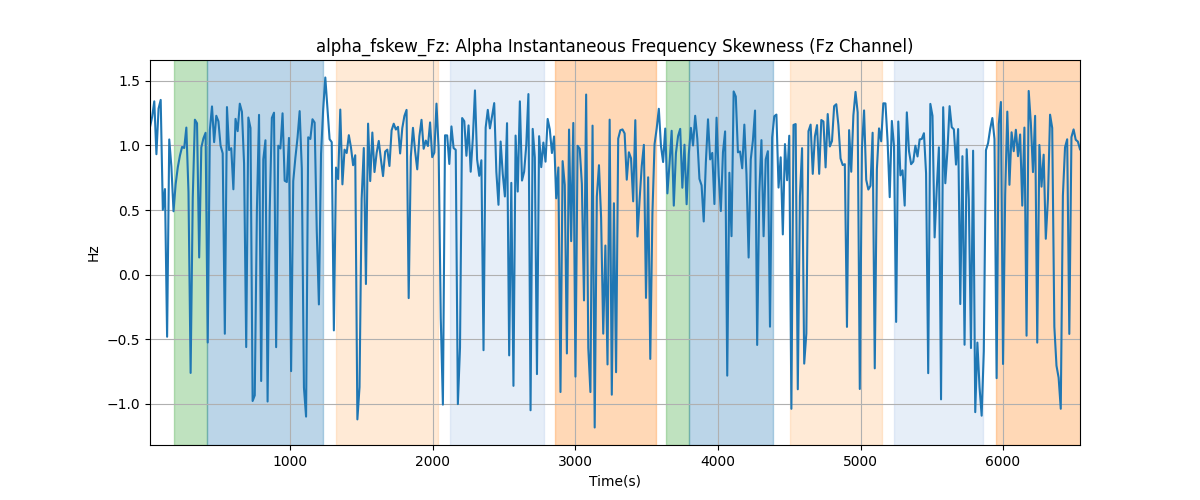 alpha_fskew_Fz: Alpha Instantaneous Frequency Skewness (Fz Channel)
1.5
1.0
0.5
0.0
−0.5
−1.0
Hz
1000 2000 3000 4000 5000 6000
Time(s)